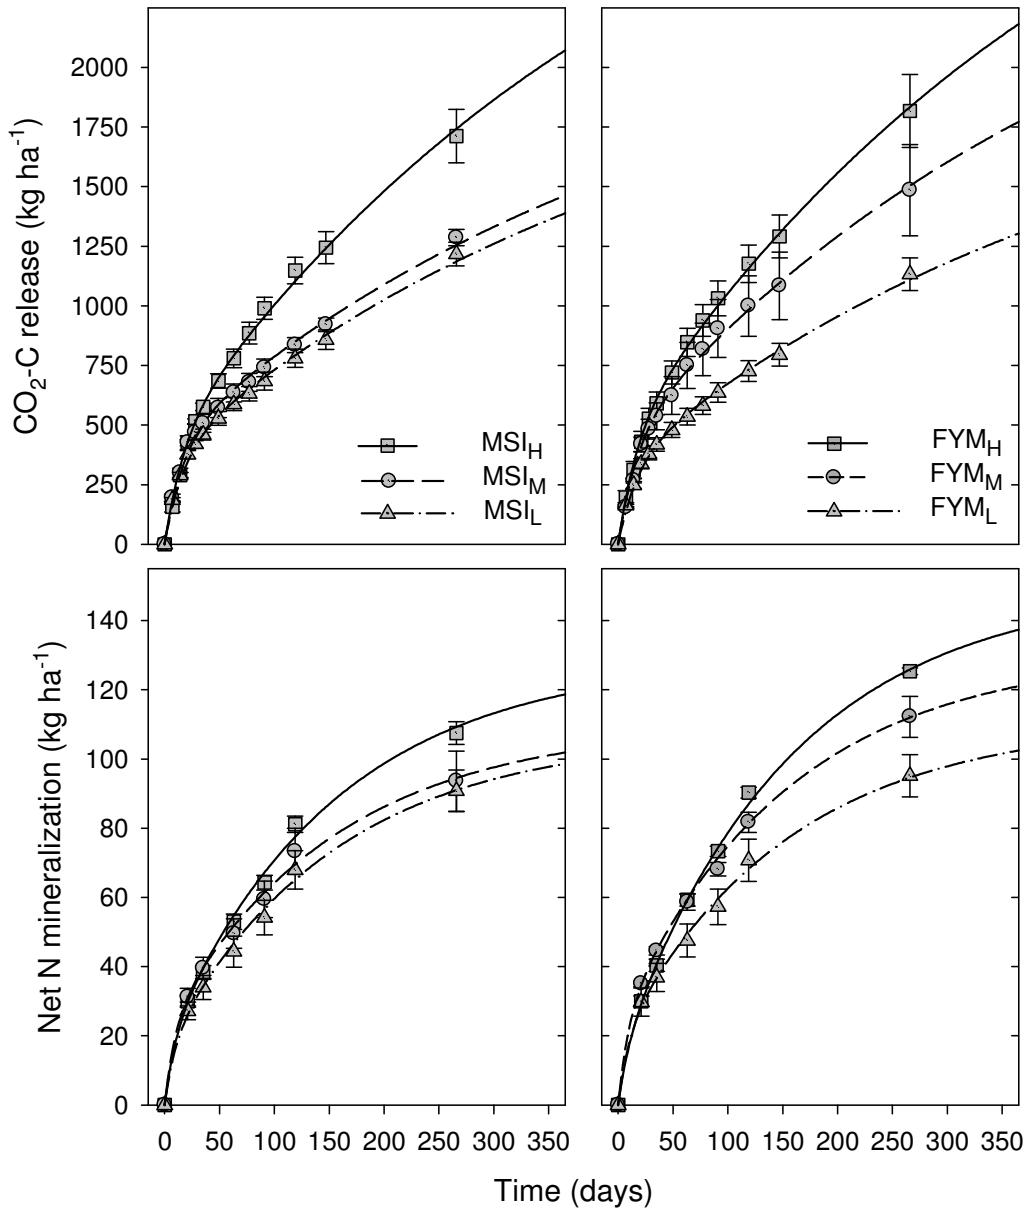 CO2-C release (kg ha-1)
2000
1750
1500
1250
1000
750
500
250
0
MSIH
MSIM
MSIL
FYMH
FYMM
FYML
Net N mineralization (kg ha-1)
140
120
100
80
60
40
20
0
0 50 100 150 200 250 300 350
0 50 100 150 200 250 300 350
Time (days)